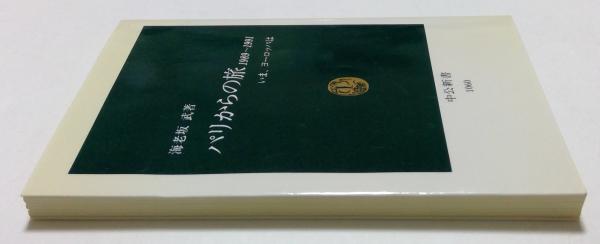 海老坂 武著
パリからの旅 1989~1991
いま、ヨーロッパは
中公新書
1060